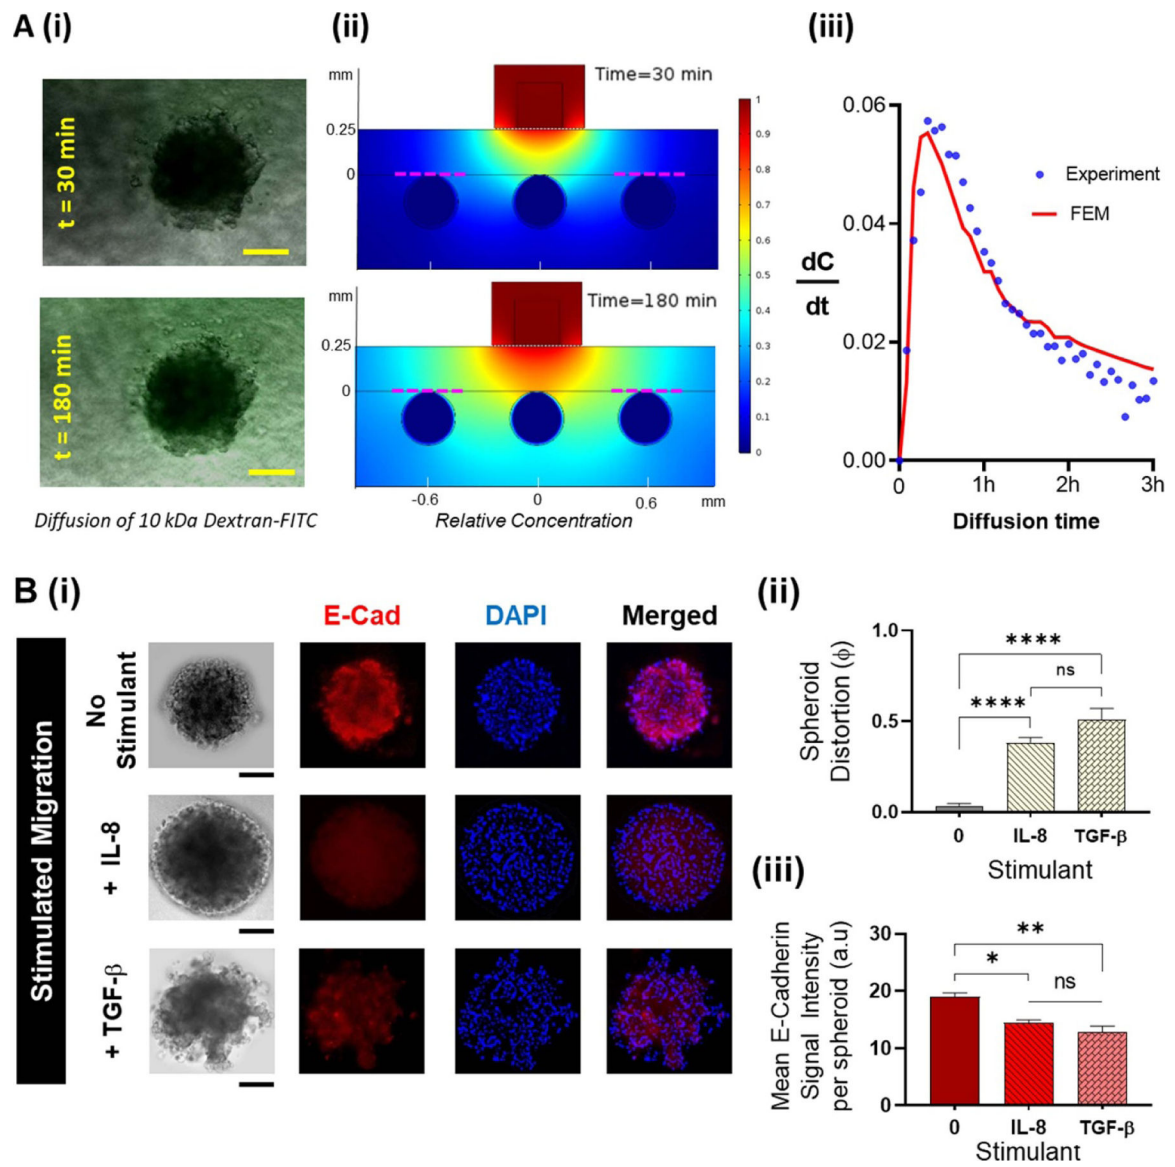 A (i)
(ii)
(iii)
t = 30 min
t = 180 min
Diffusion of 10 kDa Dextran-FITC
mm
Time=30 min
0.25
0
mm
Time=180 min
0.25
0
-0.6
0
0.6
mm
Relative Concentration
1
0.9
0.8
0.7
0.6
0.5
0.4
0.3
0.2
0.1
0
0.06
0.04
0.02
0.00
dC
dt
Experiment
FEM
0
1h
2h
3h
Diffusion time
B (i)
Stimulated Migration
E-Cad
DAPI
Merged
No
Stimulant
+ IL-8
+ TGF-β
(ii)
Spheroid
Distortion (ϕ)
1.0
0.5
0.0
****
ns
****
0
IL-8
TGF-β
Stimulant
(iii)
Mean E-Cadherin
Signal Intensity
per spheroid (a.u)
30
20
10
0
**
*
ns
0
IL-8
TGF-β
Stimulant